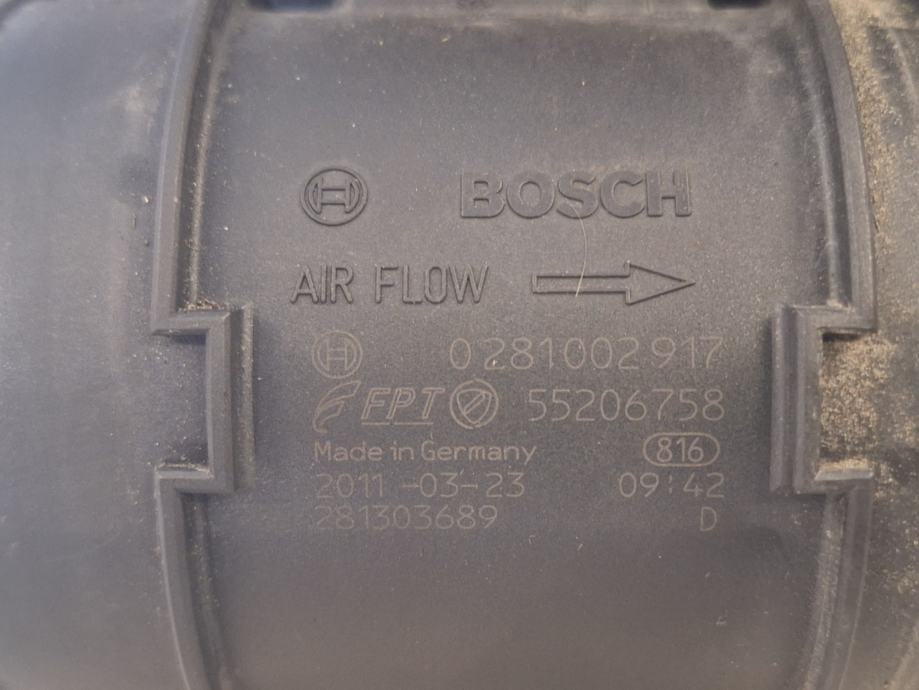 BOSCH
AIR FLOW
0 281 002 917
FPT 55206758
Made in Germany 816
2011-03-23 09:42
281303689 D